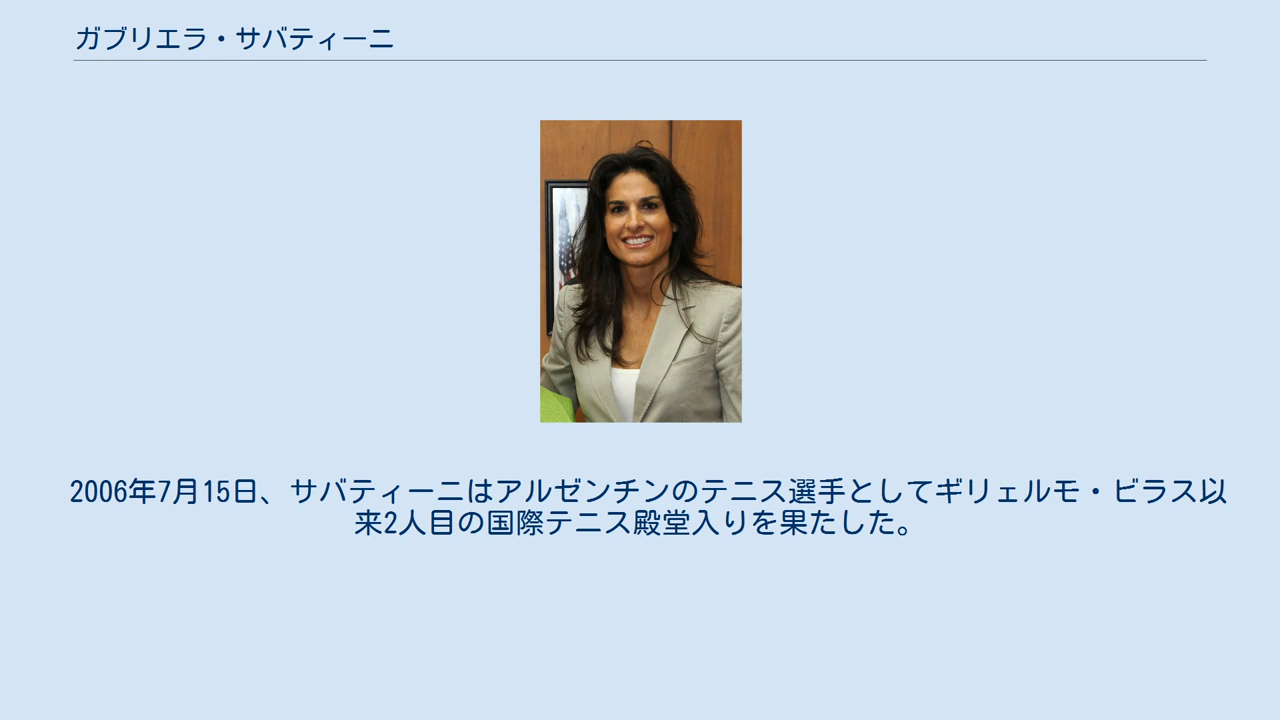 ガブリエラ・サバティーニ
2006年7月15日、サバティーニはアルゼンチンのテニス選手としてギリェルモ・ビラス以
来2人目の国際テニス殿堂入りを果たした。